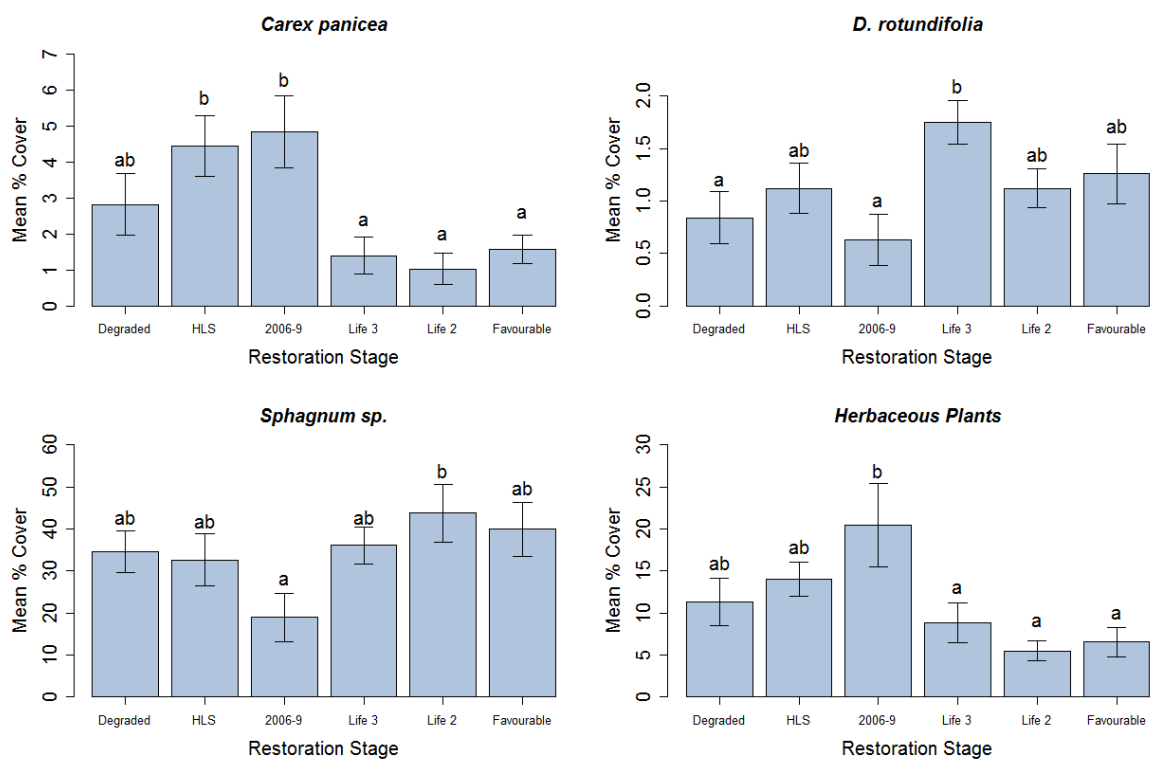 Carex panicea
Mean % Cover
7
6
5
4
3
2
1
0
ab
b
b
a
a
a
Degraded HLS 2006-9 Life 3 Life 2 Favourable
Restoration Stage
D. rotundifolia
Mean % Cover
2.0
1.5
1.0
0.5
0.0
a
ab
a
b
ab
ab
Degraded HLS 2006-9 Life 3 Life 2 Favourable
Restoration Stage
Sphagnum sp.
Mean % Cover
60
50
40
30
20
10
0
ab
ab
a
ab
b
ab
Degraded HLS 2006-9 Life 3 Life 2 Favourable
Restoration Stage
Herbaceous Plants
Mean % Cover
30
25
20
15
10
5
0
ab
ab
b
a
a
a
Degraded HLS 2006-9 Life 3 Life 2 Favourable
Restoration Stage